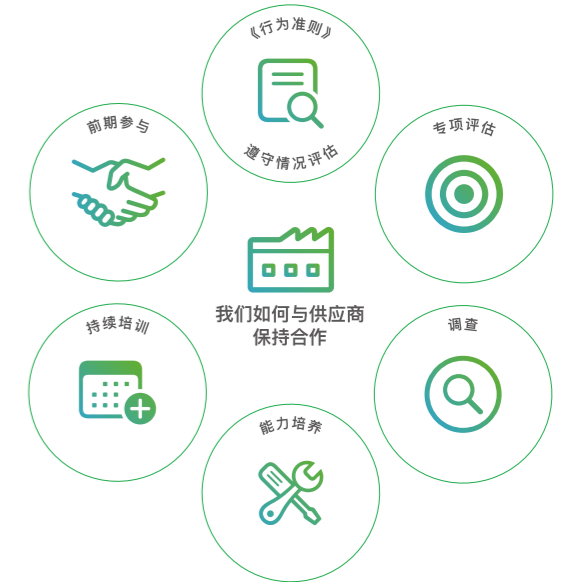 《行为准则》
遵守情况评估
前期参与
专项评估
我们如何与供应商
保持合作
持续培训
调查
能力培养